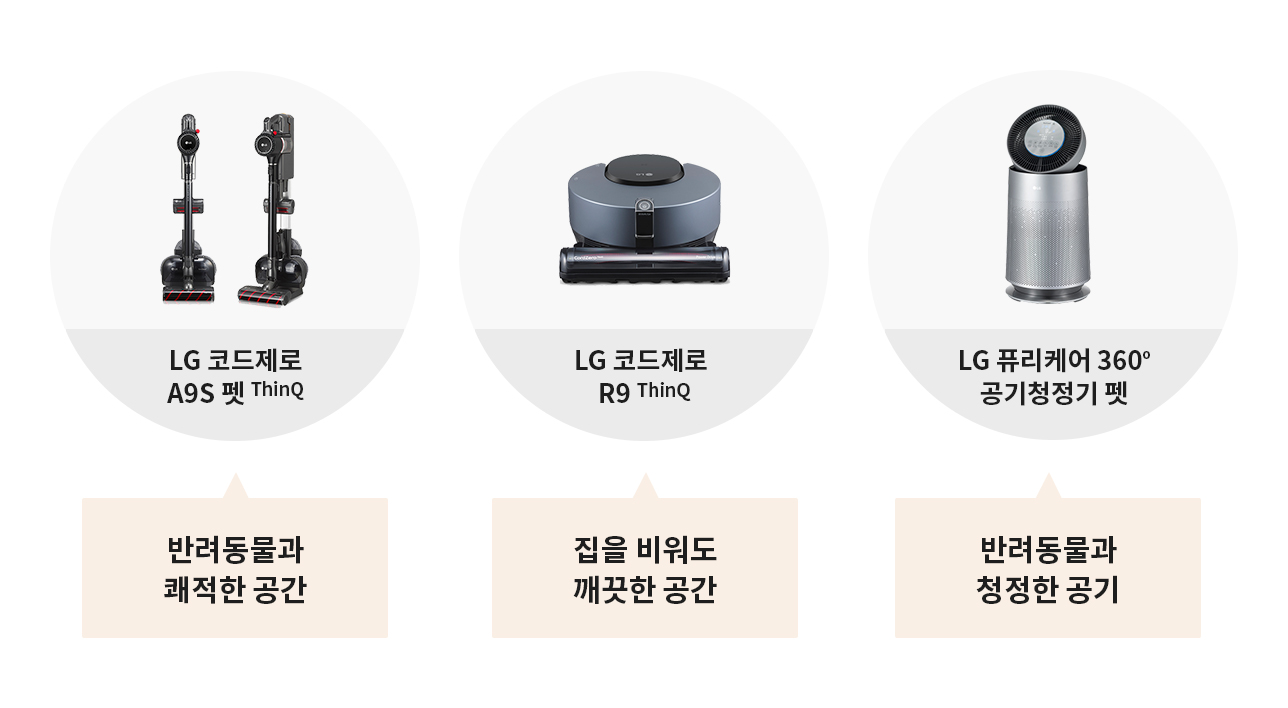 LG 코드제로
A9S 펫 ThinQ
LG 코드제로
R9 ThinQ
LG 퓨리케어 360º
공기청정기 펫
반려동물과
쾌적한 공간
집을 비워도
깨끗한 공간
반려동물과
청정한 공기